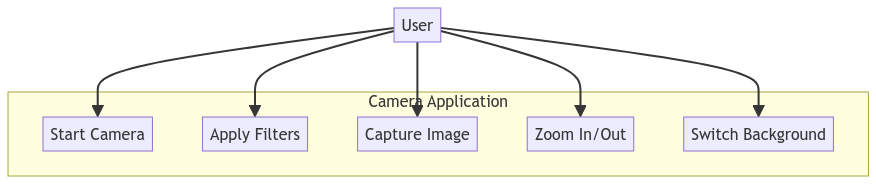 User
Camera Application
Start Camera
Apply Filters
Capture Image
Zoom In/Out
Switch Background